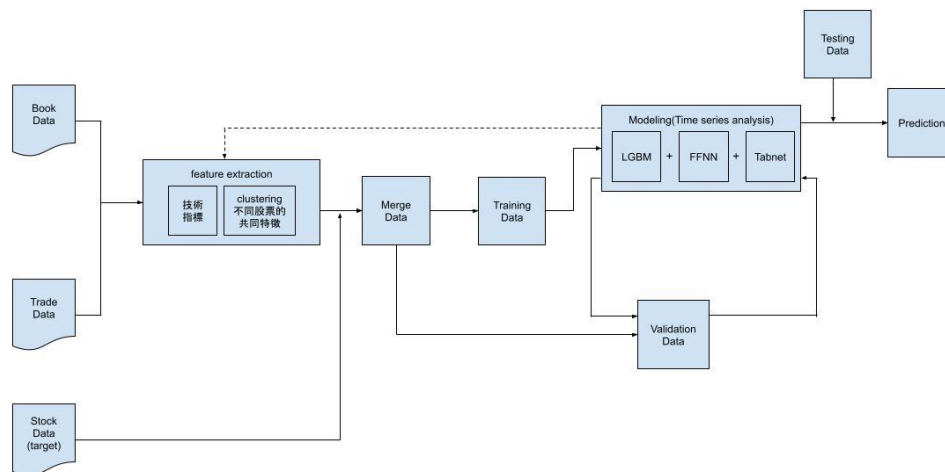 Book
Data
Trade
Data
Stock
Data
(target)
feature extraction
技術
指標
clustering
不同股票的
共同特徵
Merge
Data
Training
Data
Modeling(Time series analysis)
LGBM + FFNN + Tabnet
Validation
Data
Testing
Data
Prediction